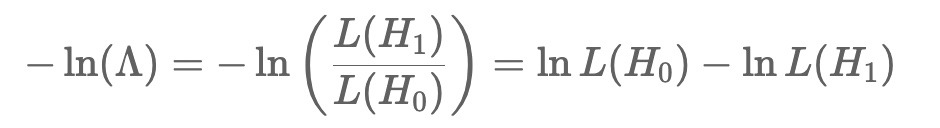 − ln(Λ) = − ln (L(H₁) / L(H₀)) = ln L(H₀) − ln L(H₁)